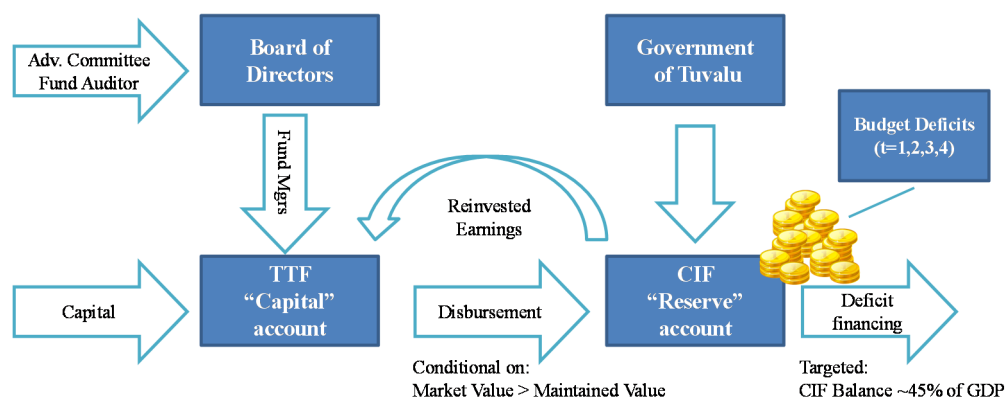 Adv. Committee
Fund Auditor
Board of
Directors
Government
of Tuvalu
Budget Deficits
(t=1,2,3,4)
Fund Mgrs
Reinvested
Earnings
Capital
TTF
“Capital”
account
Disbursement
CIF
“Reserve”
account
Deficit
financing
Conditional on:
Market Value > Maintained Value
Targeted:
CIF Balance ~45% of GDP